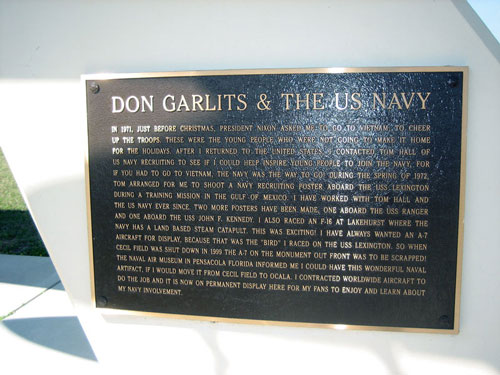 DON GARLITS & THE US NAVY
IN 1971, JUST BEFORE CHRISTMAS, PRESIDENT NIXON ASKED ME TO GO TO VIETNAM, TO CHEER
UP THE TROOPS. THESE WERE THE YOUNG PEOPLE WHO WERE NOT GOING TO MAKE IT HOME
FOR THE HOLIDAYS. AFTER I RETURNED TO THE UNITED STATES, I CONTACTED TOM HALL OF
US NAVY RECRUITING TO SEE IF I COULD HELP INSPIRE YOUNG PEOPLE TO JOIN THE NAVY, FOR
IF YOU HAD TO GO TO VIETNAM, THE NAVY WAS THE WAY TO GO! DURING THE SPRING OF 1972,
TOM ARRANGED FOR ME TO SHOOT A NAVY RECRUITING POSTER ABOARD THE USS LEXINGTON
DURING A TRAINING MISSION IN THE GULF OF MEXICO. I HAVE WORKED WITH TOM HALL AND
THE US NAVY EVER SINCE. TWO MORE POSTERS HAVE BEEN MADE, ONE ABOARD THE USS RANGER
AND ONE ABOARD THE USS JOHN F. KENNEDY. I ALSO RACED AN F-16 AT LAKEHURST WHERE THE
NAVY HAS A LAND BASED STEAM CATAPULT. THIS WAS EXCITING! I HAVE ALWAYS WANTED AN A-7
AIRCRAFT FOR DISPLAY, BECAUSE THAT WAS THE "BIRD" I RACED ON THE USS LEXINGTON. SO WHEN
CECIL FIELD WAS SHUT DOWN IN 1999 THE A-7 ON THE MONUMENT OUT FRONT WAS TO BE SCRAPPED!
THE NAVAL AIR MUSEUM IN PENSACOLA FLORIDA INFORMED ME I COULD HAVE THIS WONDERFUL NAVAL
ARTIFACT, IF I WOULD MOVE IT FROM CECIL FIELD TO OCALA. I CONTRACTED WORLDWIDE AIRCRAFT TO
DO THE JOB AND IT IS NOW ON PERMANENT DISPLAY HERE FOR MY FANS TO ENJOY AND LEARN ABOUT
MY NAVY INVOLVEMENT.